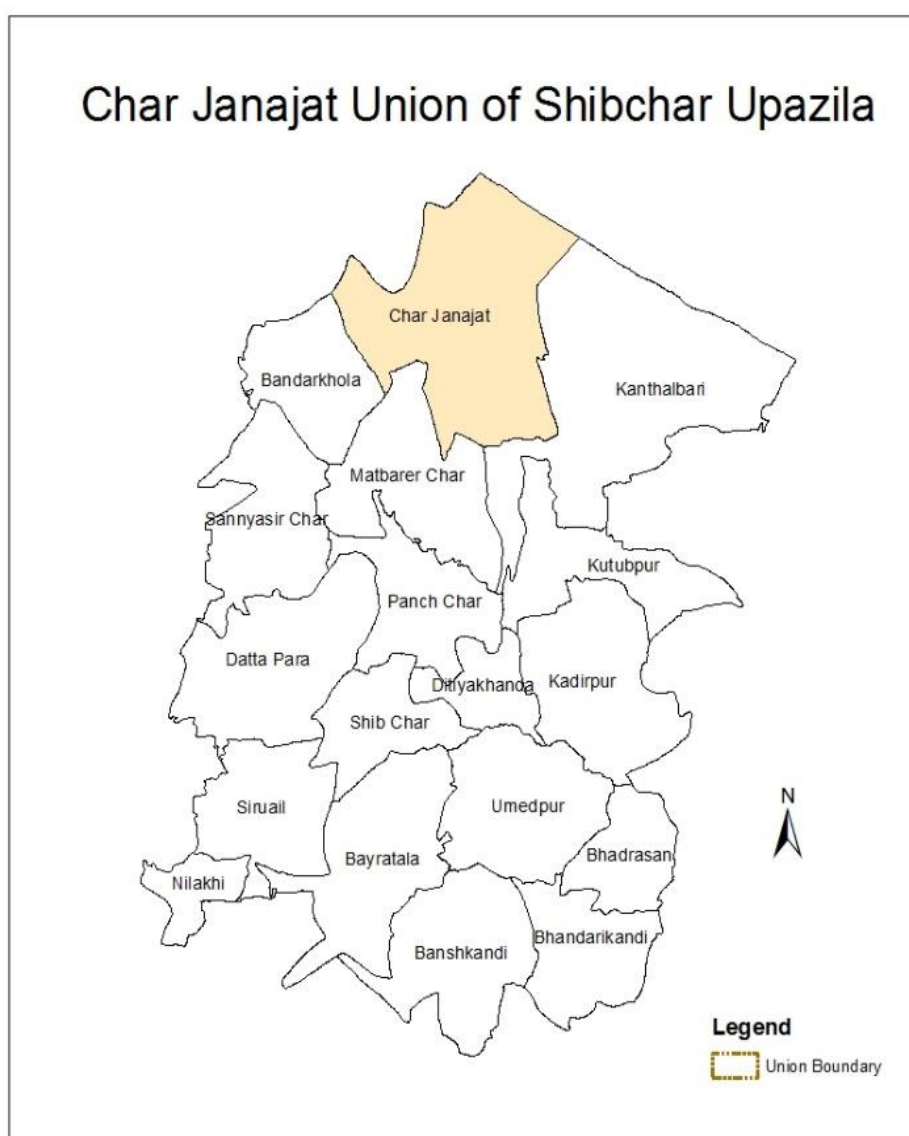 Char Janajat Union of Shibchar Upazila
Char Janajat
Bandarkhola
Kanthalbari
Matbarer Char
Sannyasir Char
Kutubpur
Panch Char
Datta Para
Ditiyakhanda
Kadirpur
Shib Char
Siruail
Umedpur
Bayratala
Bhadrasan
Nilakhi
Bhandarikandi
Banshkandi
N
Legend
Union Boundary